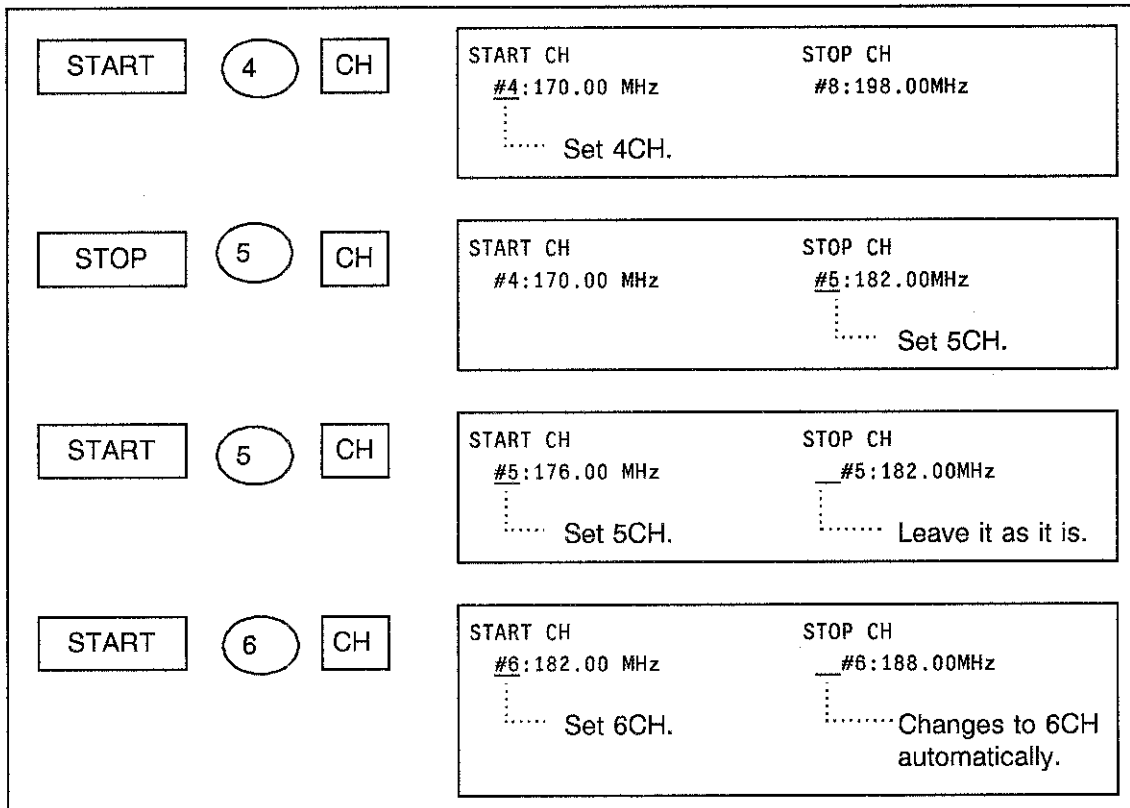 START 4 CH
START CH STOP CH
#4:170.00 MHz #8:198.00MHz
Set 4CH.
STOP 5 CH
START CH STOP CH
#4:170.00 MHz #5:182.00MHz
Set 5CH.
START 5 CH
START CH STOP CH
#5:176.00 MHz #5:182.00MHz
Set 5CH. Leave it as it is.
START 6 CH
START CH STOP CH
#6:182.00 MHz #6:188.00MHz
Set 6CH. Changes to 6CH
automatically.